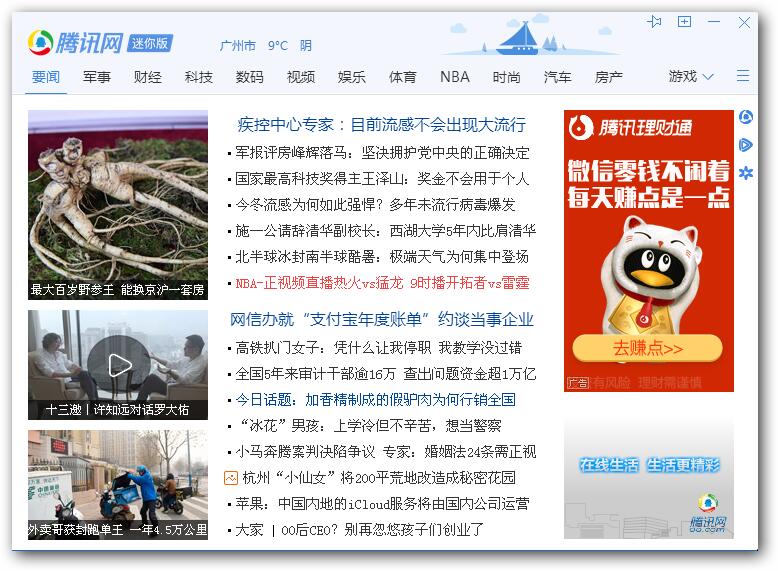 腾讯网 迷你版
广州市 9°C 阴
要闻 军事 财经 科技 数码 视频 娱乐 体育 NBA 时尚 汽车 房产 游戏
最大百岁野参王 能换京沪一套房
十三邀丨许知远对话罗大佑
中国邮政
外卖哥获封跑单王 一年4.5万公里
疾控中心专家：目前流感不会出现大流行
军报评房峰辉落马：坚决拥护党中央的正确决定
国家最高科技奖得主王泽山：奖金不会用于个人
今冬流感为何如此强悍？多年未流行病毒爆发
施一公请辞清华副校长：西湖大学5年内比肩清华
北半球冰封南半球酷暑：极端天气为何集中登场
NBA-正视频直播热火vs猛龙 9时播开拓者vs雷霆
网信办就“支付宝年度账单”约谈当事企业
高铁扒门女子：凭什么让我停职 我教学没过错
全国5年来审计干部逾16万 查出问题资金超1万亿
今日话题：加香精制成的假驴肉为何行销全国
“冰花”男孩：上学冷但不辛苦，想当警察
小马奔腾案判决陷争议 专家：婚姻法24条需正视
杭州“小仙女”将200平荒地改造成秘密花园
苹果：中国内地的iCloud服务将由国内公司运营
大家 | 00后CEO？别再忽悠孩子们创业了
腾讯理财通
微信零钱不闲着
每天赚点是一点
去赚点>>
广告 有风险 理财需谨慎
在线生活 生活更精彩
腾讯网
QQ.com